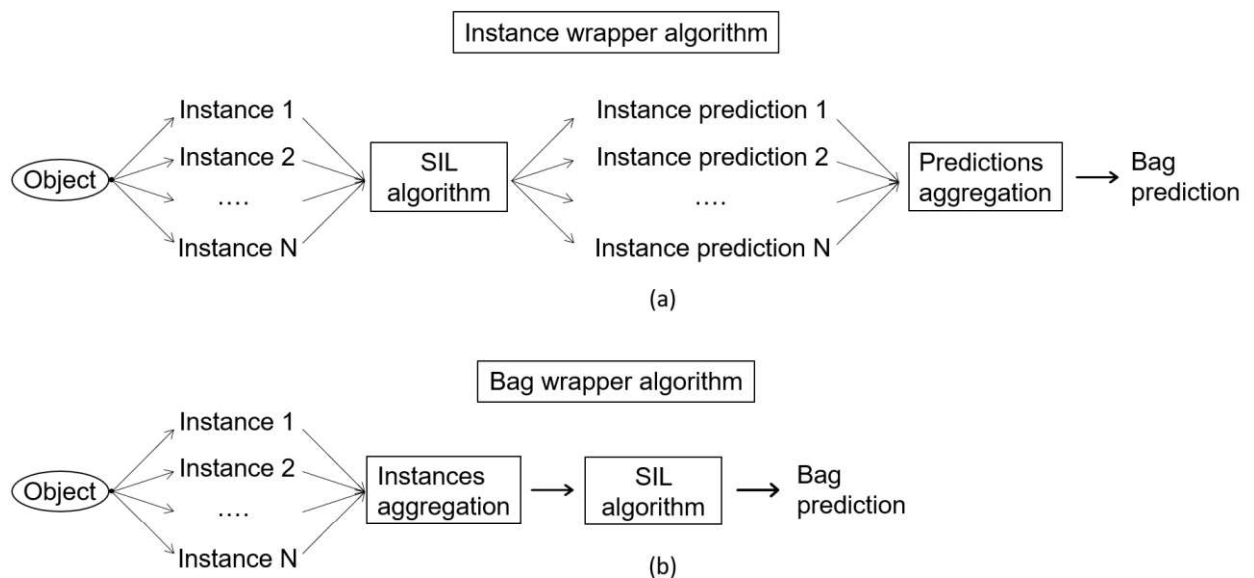 Instance wrapper algorithm
Object
Instance 1
Instance 2
....
Instance N
SIL
algorithm
Instance prediction 1
Instance prediction 2
....
Instance prediction N
Predictions
aggregation
Bag
prediction
(a)
Bag wrapper algorithm
Object
Instance 1
Instance 2
....
Instance N
Instances
aggregation
SIL
algorithm
Bag
prediction
(b)